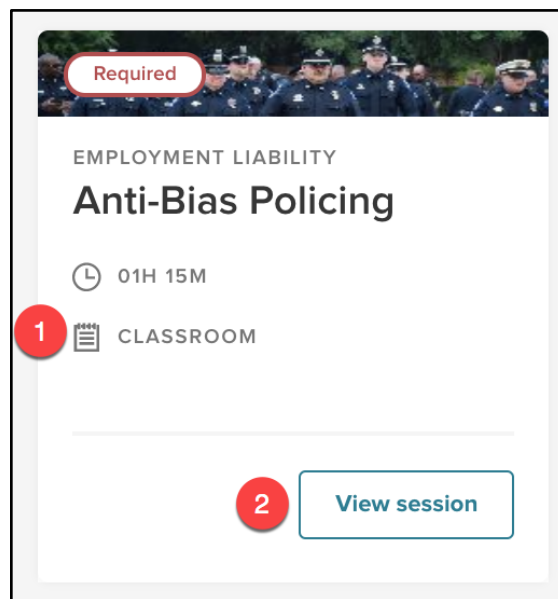 Required
EMPLOYMENT LIABILITY
Anti-Bias Policing
01H 15M
1 CLASSROOM
2 View session